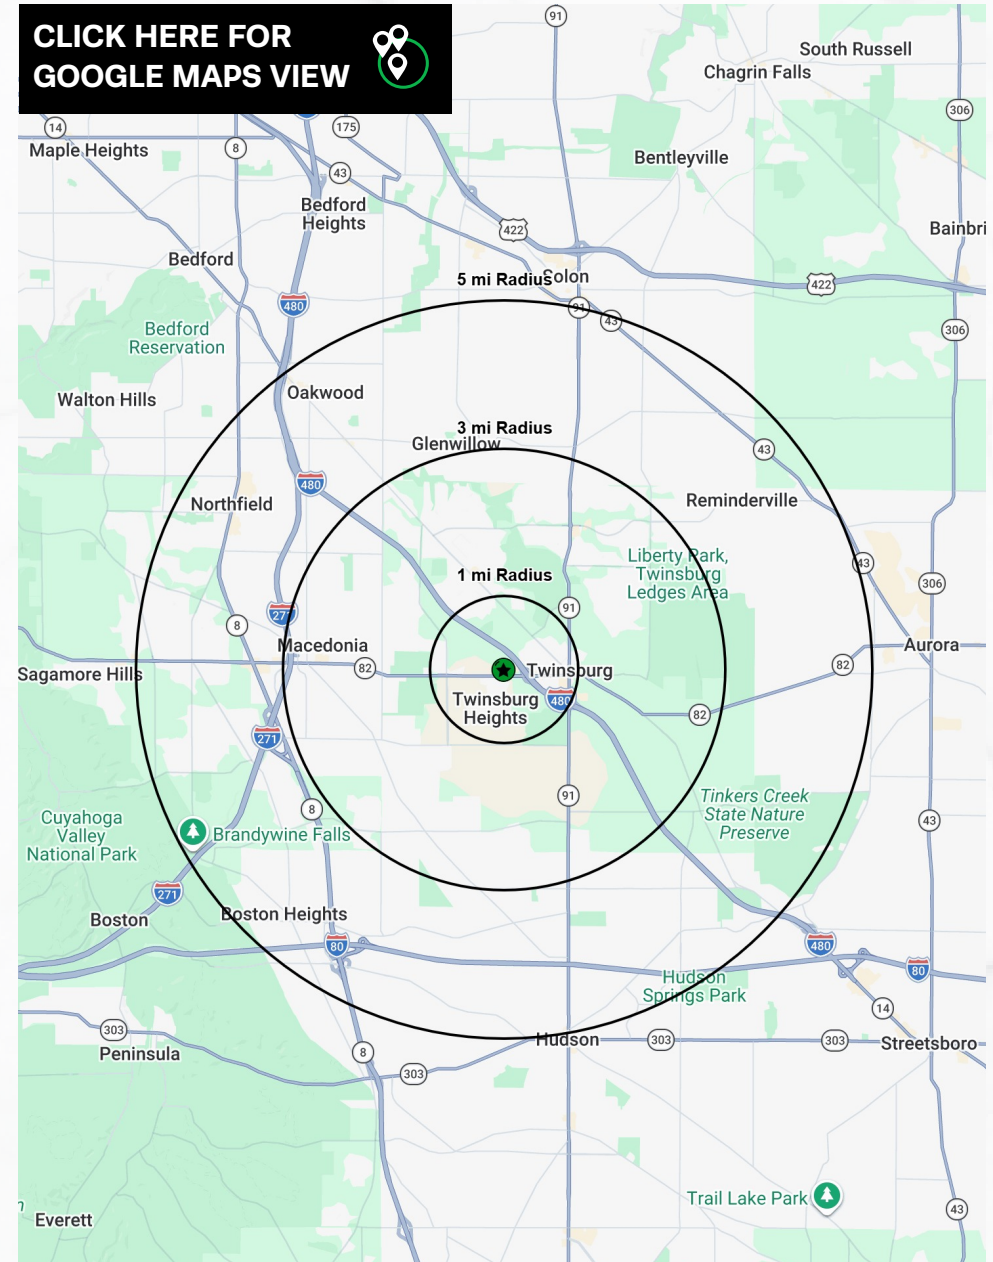 CLICK HERE FOR
GOOGLE MAPS VIEW
91
South Russell
Chagrin Falls
306
14
175
Maple Heights
8
Bentleyville
43
Bedford
Heights
422
Bainbri
Bedford
5 mi Radius
Solon
422
480
91
43
306
Bedford
Reservation
Oakwood
Walton Hills
3 mi Radius
Glenwillow
43
480
Northfield
Reminderville
Liberty Park,
Twinsburg
Ledges Area
43
1 mi Radius
306
271
91
8
Macedonia
Aurora
82
82
Sagamore Hills
Twinsburg
Twinsburg
Heights
480
82
271
91
Tinkers Creek
State Nature
Preserve
8
43
Cuyahoga
Valley
National Park
Brandywine Falls
271
Boston
Boston Heights
80
480
80
Hudson
Springs Park
14
303
Peninsula
Hudson
303
303
Streetsboro
8
303
Trail Lake Park
43
Everett